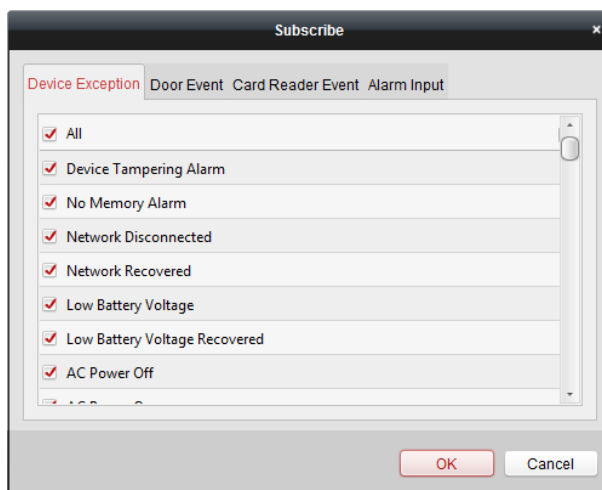 Subscribe
Device Exception Door Event Card Reader Event Alarm Input
All
Device Tampering Alarm
No Memory Alarm
Network Disconnected
Network Recovered
Low Battery Voltage
Low Battery Voltage Recovered
AC Power Off
OK Cancel